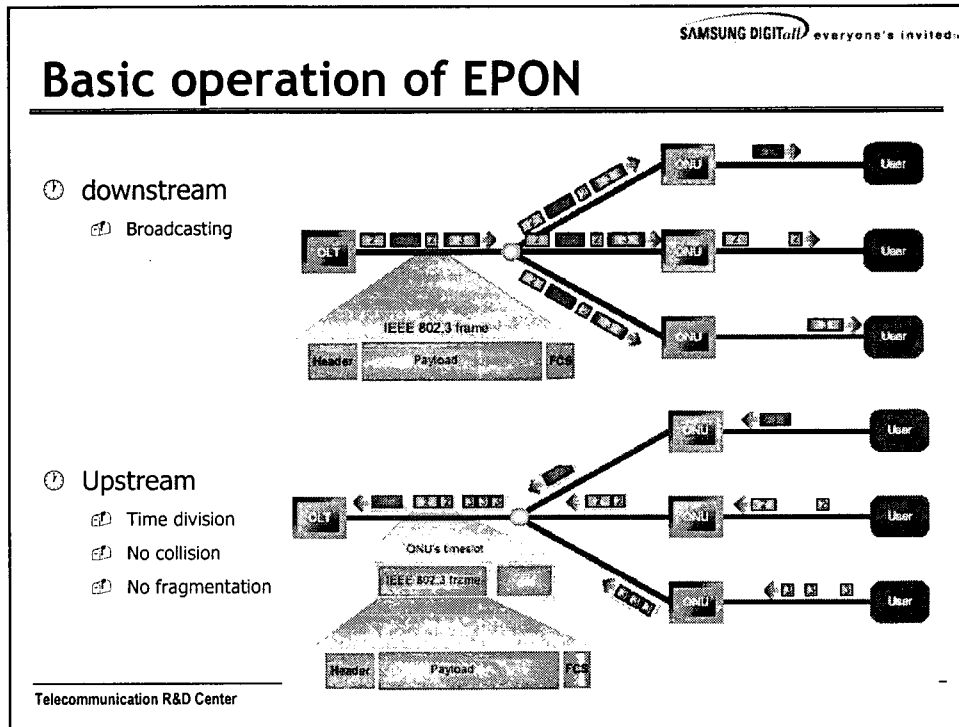 SAMSUNG DIGITall everyone's invited
Basic operation of EPON
downstream
Broadcasting
OLT
ONU
User
ONU
User
ONU
User
IEEE 802.3 frame
Header
Payload
FCS
Upstream
Time division
No collision
No fragmentation
OLT
ONU
User
ONU
User
ONU
User
ONU's timeslot
IEEE 802.3 frame
Header
Payload
FCS
Telecommunication R&D Center